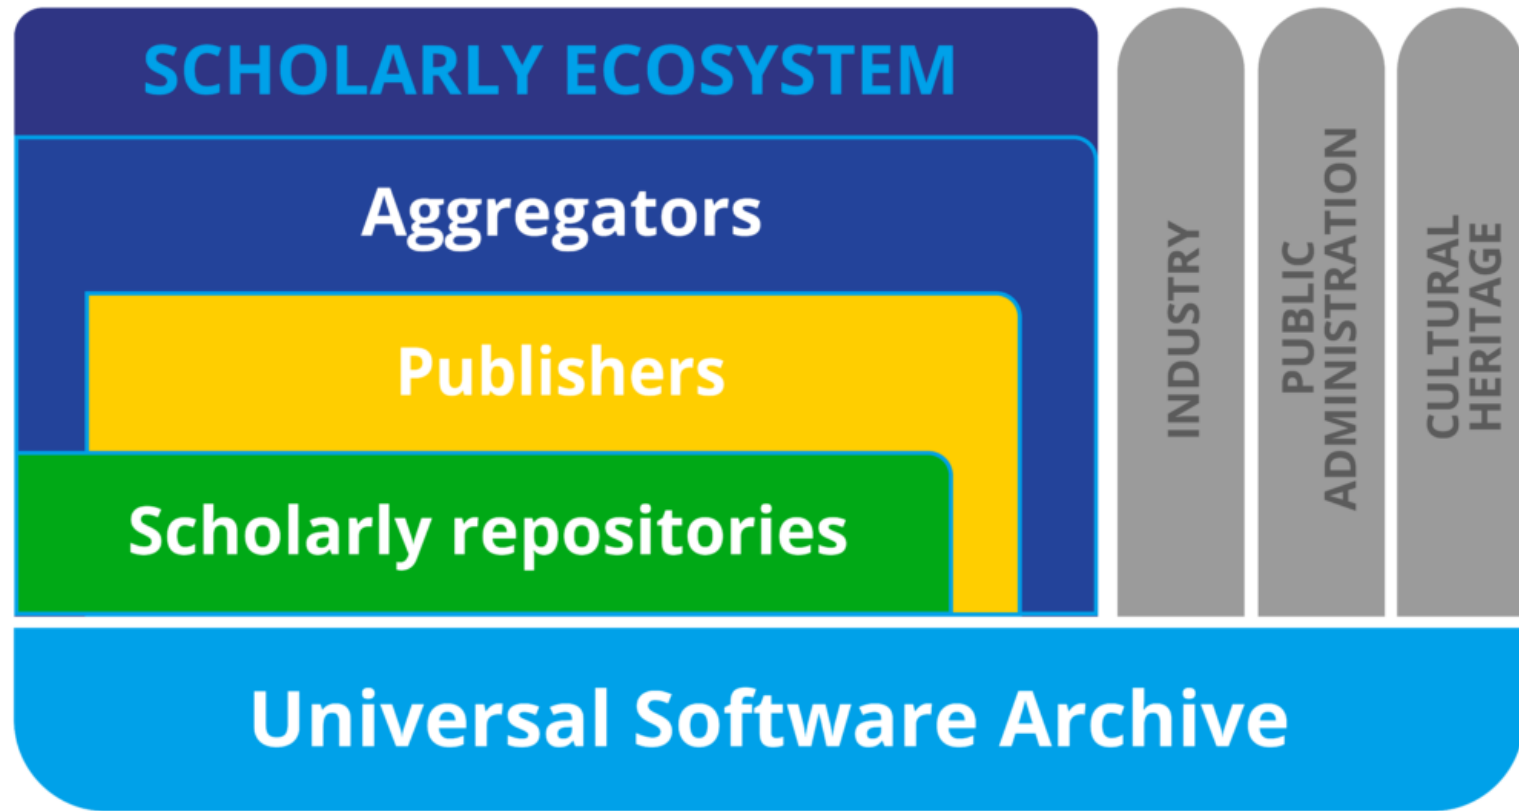 SCHOLARLY ECOSYSTEM
Aggregators
Publishers
Scholarly repositories
Universal Software Archive
INDUSTRY
PUBLIC
ADMINISTRATION
CULTURAL
HERITAGE